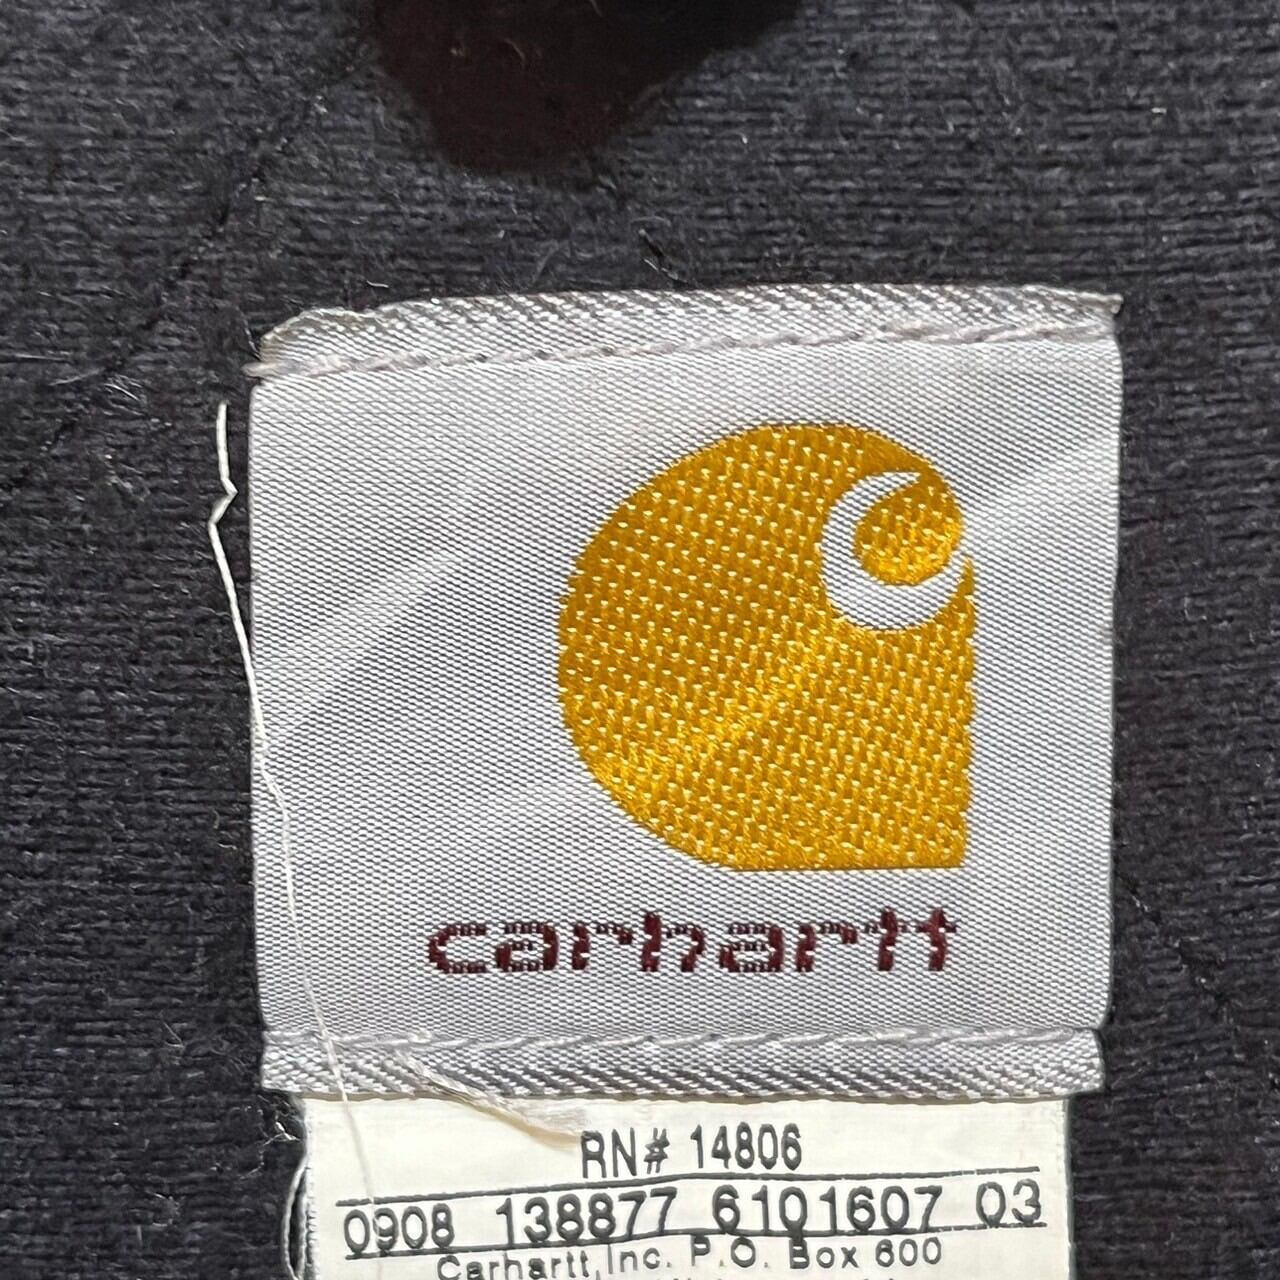 carhartt
RN# 14806
0908 138877 6101607 03
Carhartt, Inc. P.O. Box 600